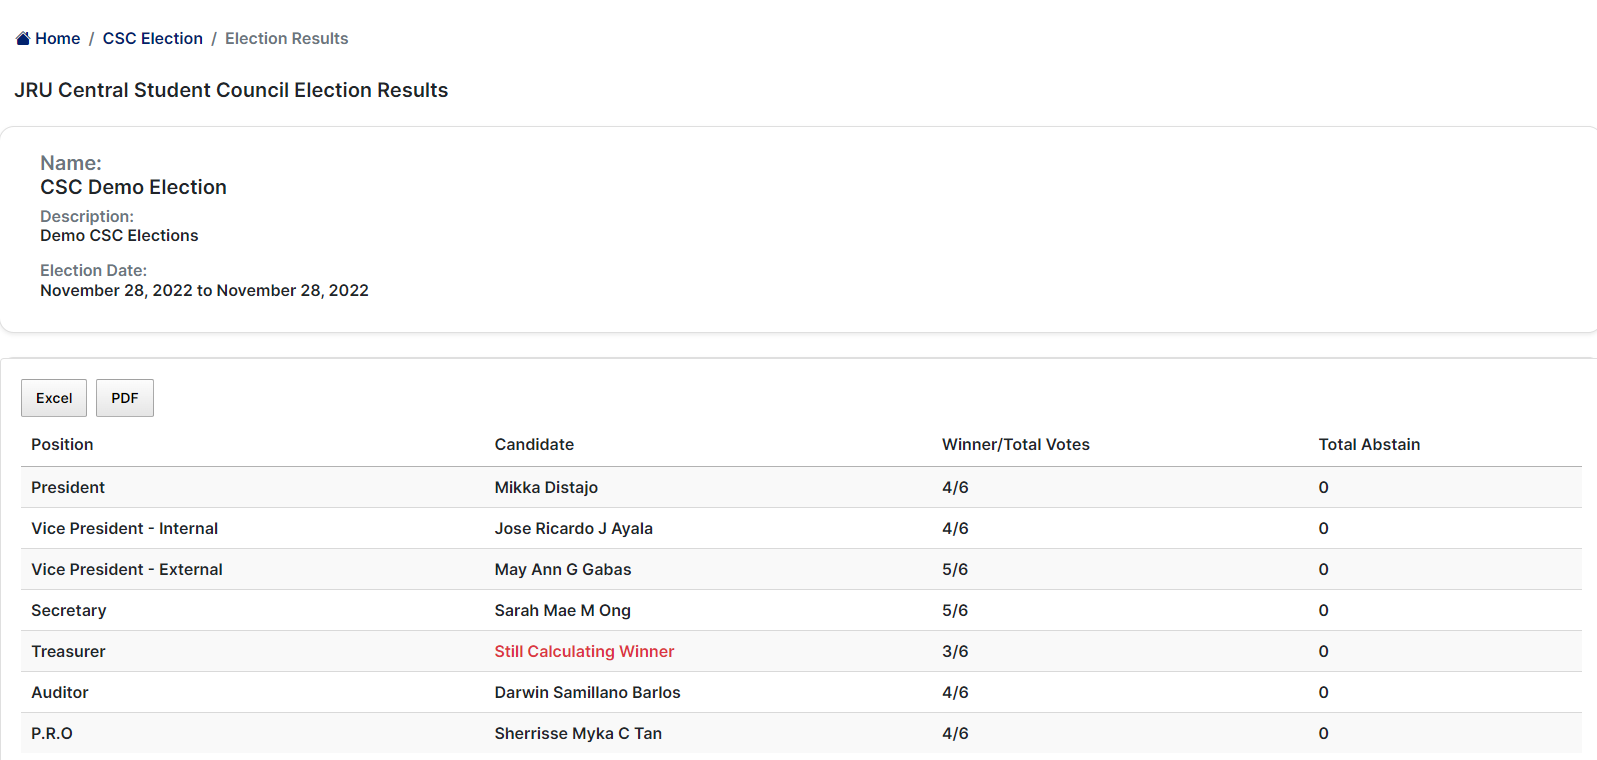 Home / CSC Election / Election Results
JRU Central Student Council Election Results
Name:
CSC Demo Election
Description:
Demo CSC Elections
Election Date:
November 28, 2022 to November 28, 2022
Excel PDF
Position Candidate Winner/Total Votes Total Abstain
President Mikka Distajo 4/6 0
Vice President - Internal Jose Ricardo J Ayala 4/6 0
Vice President - External May Ann G Gabas 5/6 0
Secretary Sarah Mae M Ong 5/6 0
Treasurer Still Calculating Winner 3/6 0
Auditor Darwin Samillano Barlos 4/6 0
P.R.O Sherrisse Myka C Tan 4/6 0